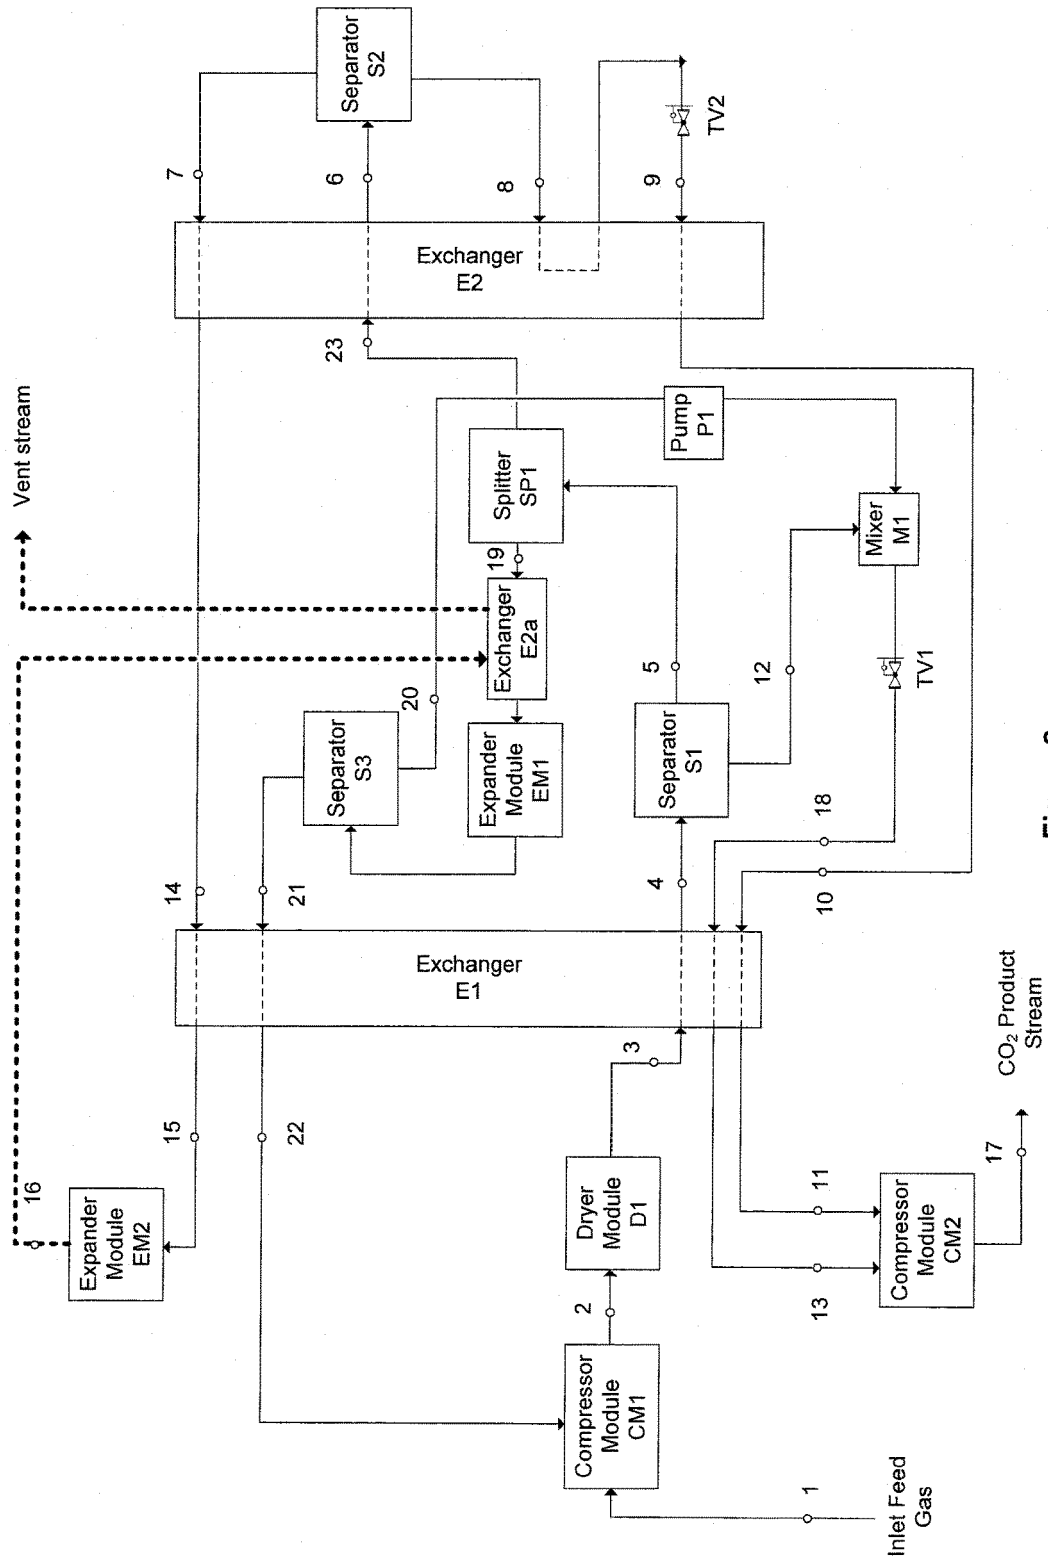 Vent stream
16
Expander
Module
EM2
15
14
7
Separator
S2
22
21
Separator
S3
20
23
6
8
9
TV2
Exchanger
E1
Exchanger
E2
Expander
Module
EM1
Exchanger
E2a
19
Splitter
SP1
Pump
P1
Inlet Feed
Gas
1
Compressor
Module
CM1
2
Dryer
Module
D1
3
4
Separator
S1
5
12
Mixer
M1
TV1
18
10
13
11
Compressor
Module
CM2
17
CO₂ Product
Stream